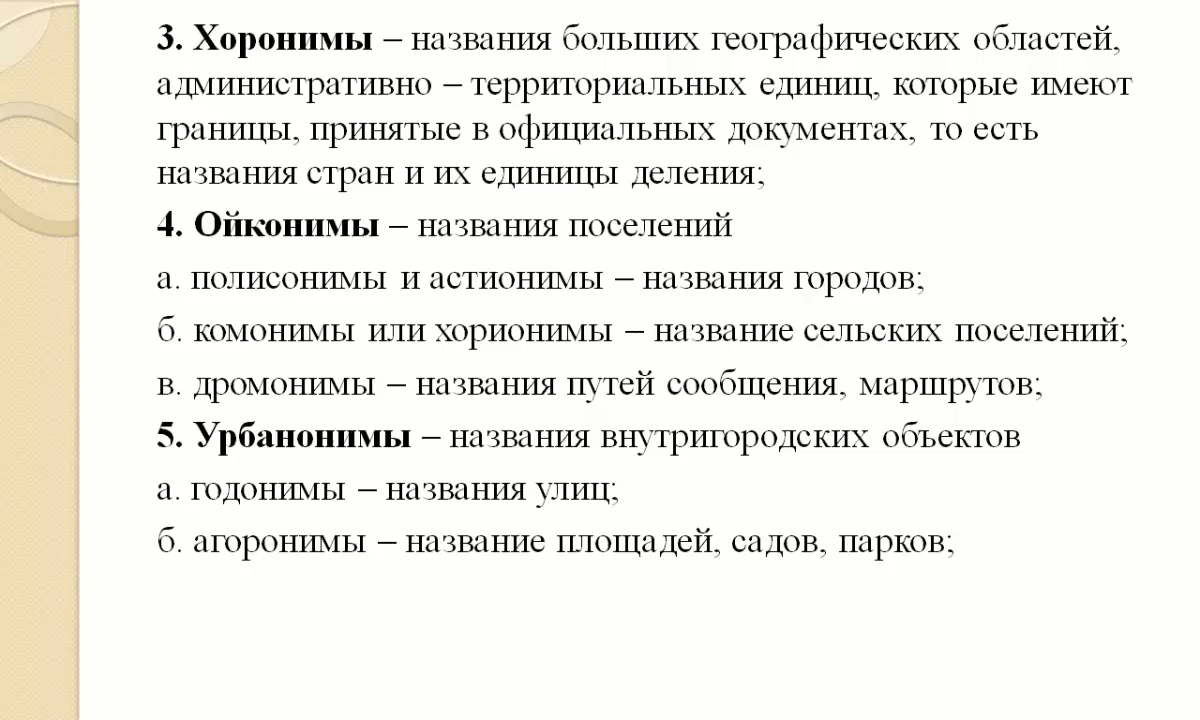 3. Хоронимы – названия больших географических областей,
административно – территориальных единиц, которые имеют
границы, принятые в официальных документах, то есть
названия стран и их единицы деления;
4. Ойконимы – названия поселений
а. полисонимы и астионимы – названия городов;
б. комонимы или хорионимы – название сельских поселений;
в. дромонимы – названия путей сообщения, маршрутов;
5. Урбанонимы – названия внутригородских объектов
а. годонимы – названия улиц;
б. агоронимы – название площадей, садов, парков;